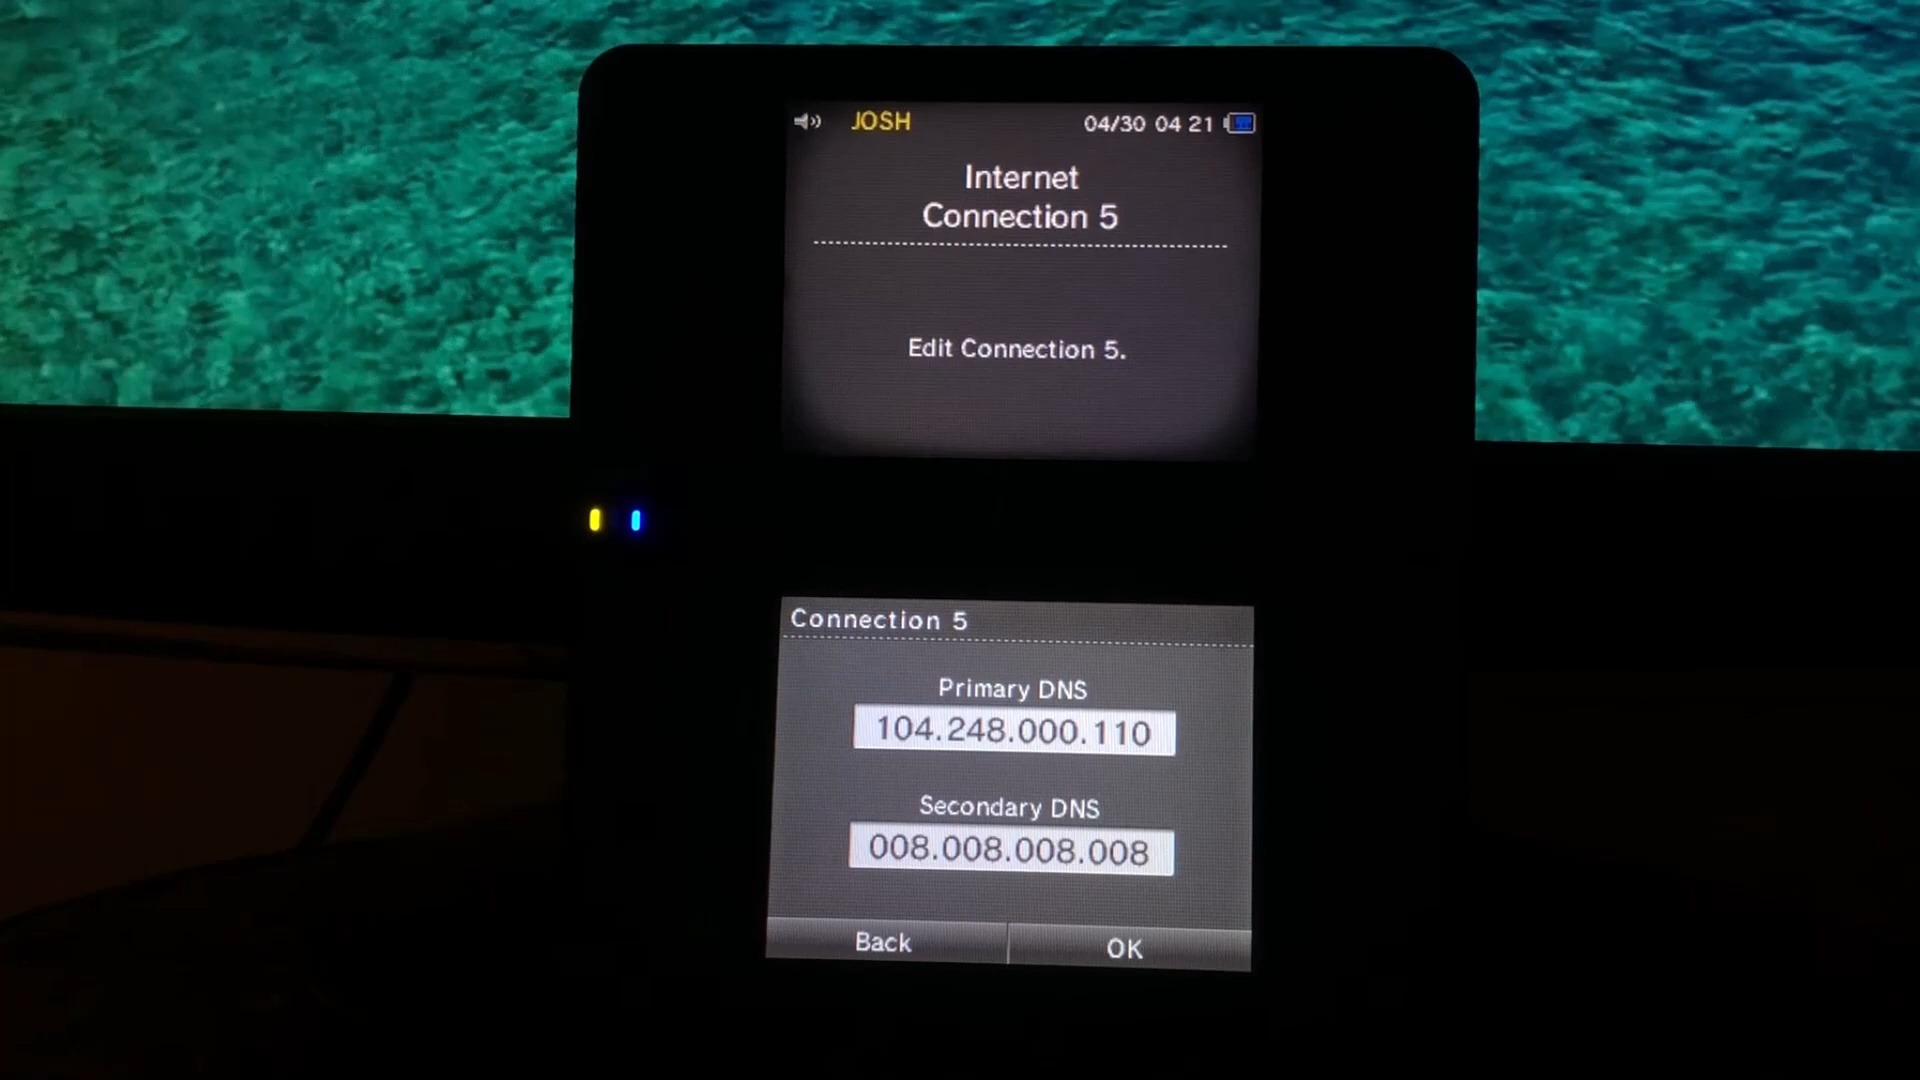 JOSH 04/30 04 21
Internet
Connection 5
Edit Connection 5.
Connection 5
Primary DNS
104.248.000.110
Secondary DNS
008.008.008.008
Back OK